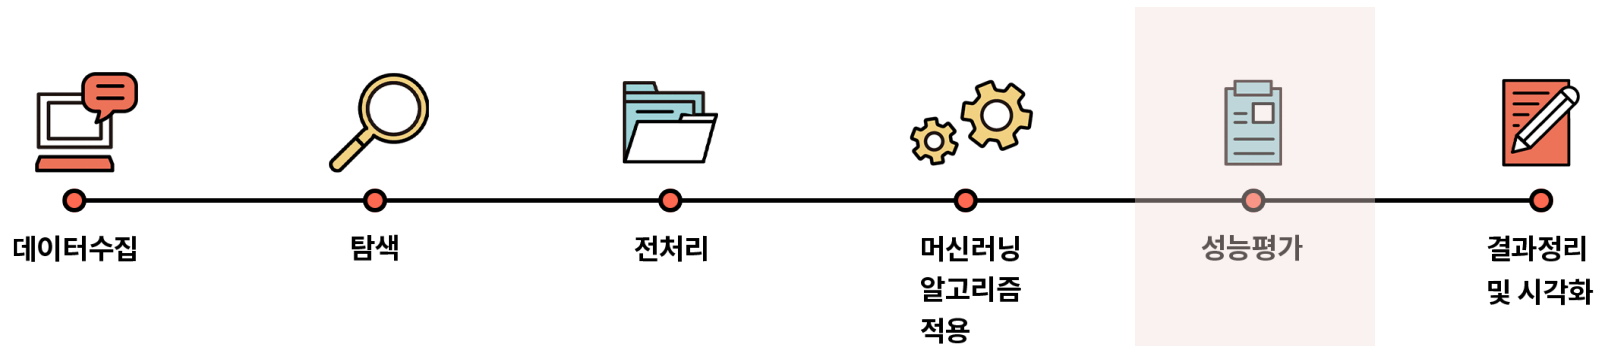 데이터수집
탐색
전처리
머신러닝
알고리즘
적용
성능평가
결과정리
및 시각화